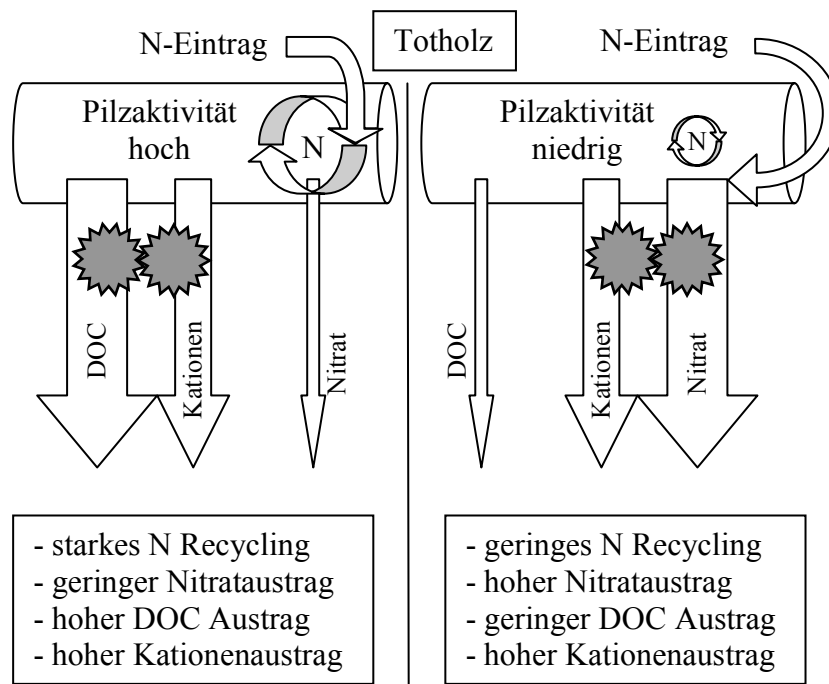 Totholz
N-Eintrag
Pilzaktivität
hoch
N
DOC
Kationen
Nitrat
- starkes N Recycling
- geringer Nitrataustrag
- hoher DOC Austrag
- hoher Kationenaustrag
N-Eintrag
Pilzaktivität
niedrig
N
DOC
Kationen
Nitrat
- geringes N Recycling
- hoher Nitrataustrag
- geringer DOC Austrag
- hoher Kationenaustrag